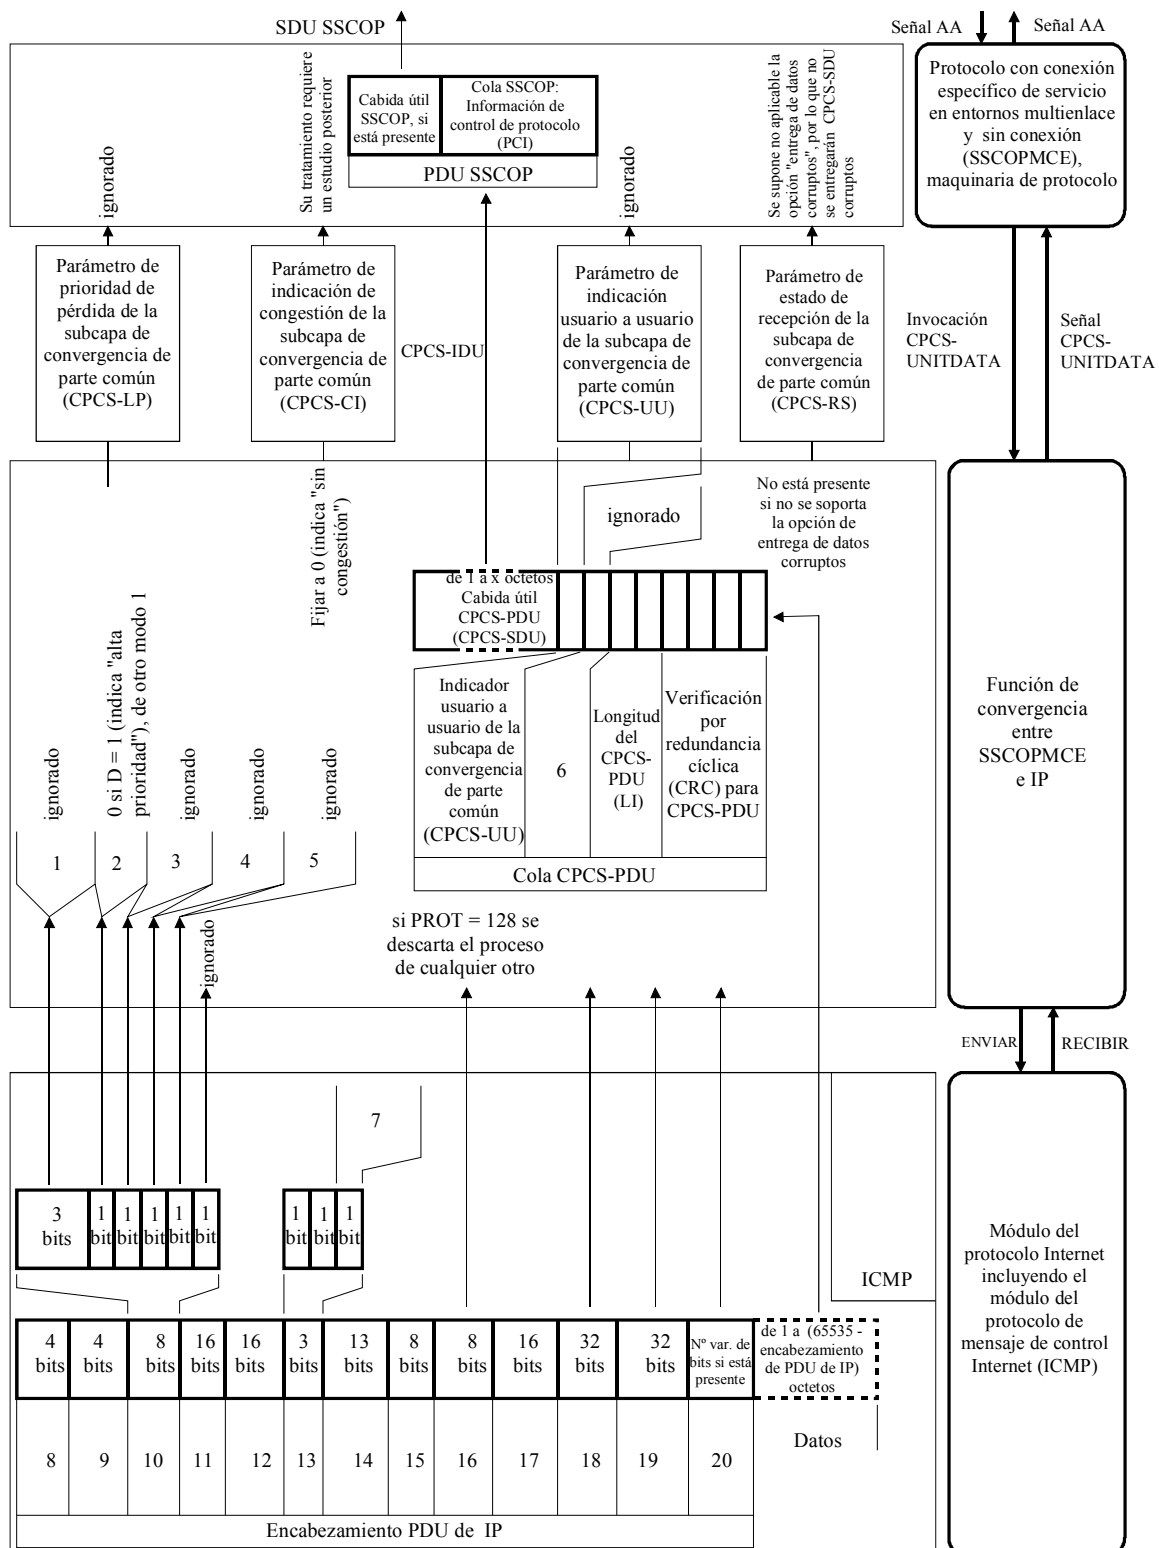 SDU SSCOP
Señal AA
Señal AA
Su tratamiento requiere
un estudio posterior
Cabida útil
SSCOP, si
está presente
Cola SSCOP:
Información de
control de protocolo
(PCI)
PDU SSCOP
ignorado
ignorado
Se supone no aplicable la
opción "entrega de datos
corruptos", por lo que no
se entregarán CPCS-SDU
corruptos
Protocolo con conexión
específico de servicio
en entornos multienlace
y sin conexión
(SSCOPMCE),
maquinaria de protocolo
Parámetro de
prioridad de
pérdida de la
subcapa de
convergencia de
parte común
(CPCS-LP)
Parámetro de
indicación de
congestión de la
subcapa de
convergencia de
parte común
(CPCS-CI)
CPCS-IDU
Parámetro de
indicación
usuario a usuario
de la subcapa de
convergencia de
parte común
(CPCS-UU)
Parámetro de
estado de
recepción de la
subcapa de
convergencia
de parte común
(CPCS-RS)
Invocación
CPCS-
UNITDATA
Señal
CPCS-
UNITDATA
Fijar a 0 (indica "sin
congestión")
ignorado
No está presente
si no se soporta
la opción de
entrega de datos
corruptos
de 1 a x octetos
Cabida útil
CPCS-PDU
(CPCS-SDU)
Indicador
usuario a
usuario de la
subcapa de
convergencia
de parte
común
(CPCS-UU)
6
Longitud
del
CPCS-
PDU
(LI)
Verificación
por
redundancia
cíclica
(CRC) para
CPCS-PDU
Cola CPCS-PDU
Función de
convergencia
entre
SSCOPMCE
e IP
ignorado
0 si D = 1 (indica "alta
prioridad"), de otro modo 1
ignorado
ignorado
ignorado
1
2
3
4
5
ignorado
si PROT = 128 se
descarta el proceso
de cualquier otro
ENVIAR
RECIBIR
7
3
bits
1
bit
1
bit
1
bit
1
bit
1
bit
1
bit
1
bit
1
bit
ICMP
Módulo del
protocolo Internet
incluyendo el
módulo del
protocolo de
mensaje de control
Internet (ICMP)
4
bits
4
bits
8
bits
16
bits
16
bits
3
bits
13
bits
8
bits
8
bits
16
bits
32
bits
32
bits
Nº var. de
bits si está
presente
de 1 a (65535 -
encabezamiento
de PDU de IP)
octetos
8
9
10
11
12
13
14
15
16
17
18
19
20
Datos
Encabezamiento PDU de IP